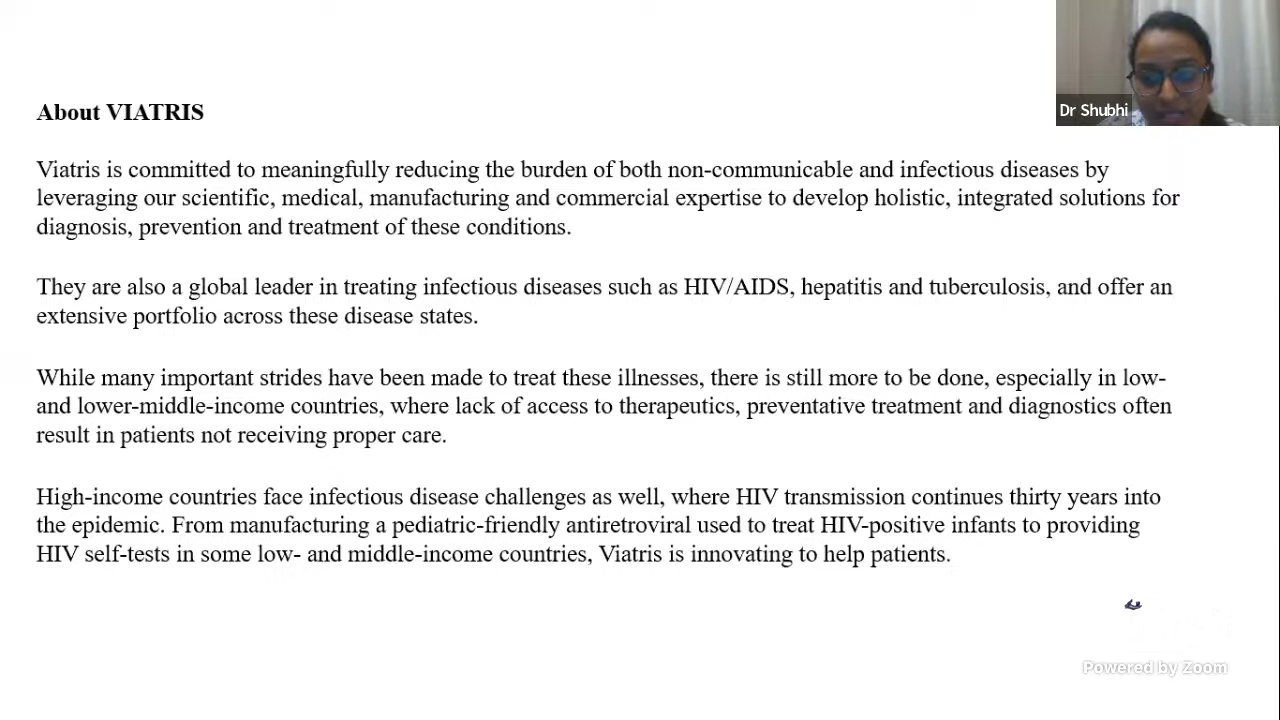 About VIATRIS
Dr Shubhi
Viatris is committed to meaningfully reducing the burden of both non-communicable and infectious diseases by
leveraging our scientific, medical, manufacturing and commercial expertise to develop holistic, integrated solutions for
diagnosis, prevention and treatment of these conditions.
They are also a global leader in treating infectious diseases such as HIV/AIDS, hepatitis and tuberculosis, and offer an
extensive portfolio across these disease states.
While many important strides have been made to treat these illnesses, there is still more to be done, especially in low-
and lower-middle-income countries, where lack of access to therapeutics, preventative treatment and diagnostics often
result in patients not receiving proper care.
High-income countries face infectious disease challenges as well, where HIV transmission continues thirty years into
the epidemic. From manufacturing a pediatric-friendly antiretroviral used to treat HIV-positive infants to providing
HIV self-tests in some low- and middle-income countries, Viatris is innovating to help patients.
Powered by Zoom